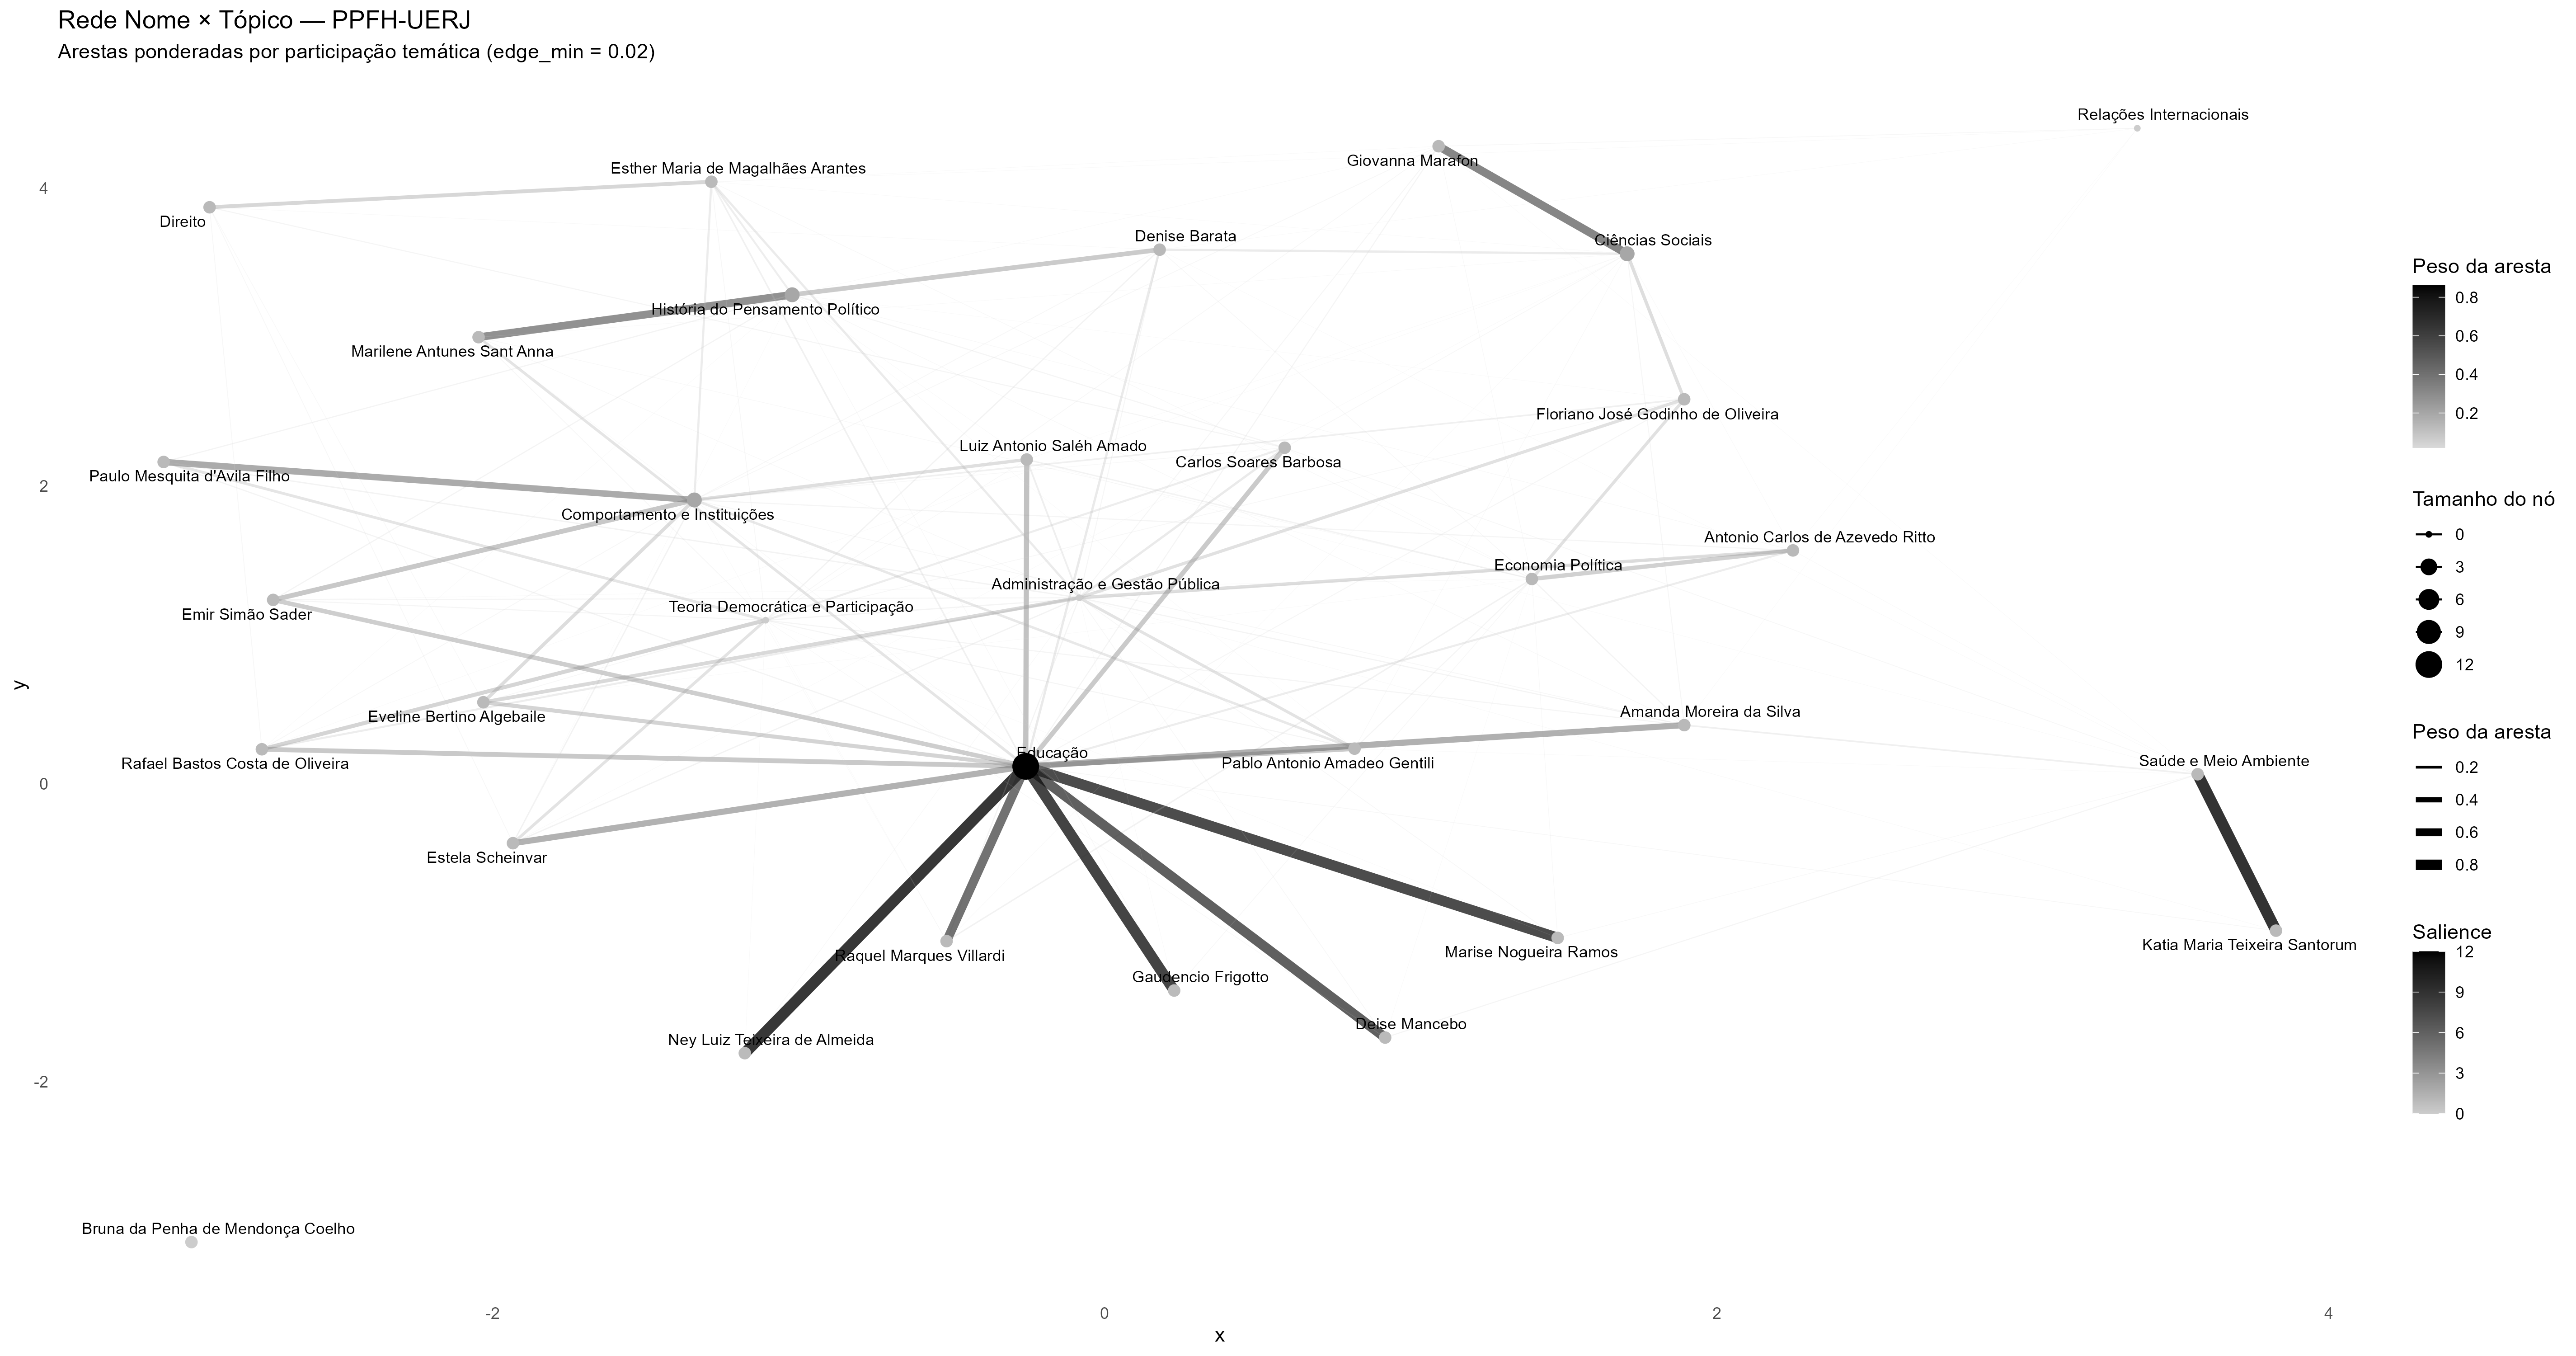 Rede Nome × Tópico — PPFH-UERJ
Arestas ponderadas por participação temática (edge_min = 0.02)
Relações Internacionais
Giovanna Marafon
Esther Maria de Magalhães Arantes
4
Direito
Denise Barata
Ciências Sociais
História do Pensamento Político
Marilene Antunes Sant Anna
Floriano José Godinho de Oliveira
Luiz Antonio Saléh Amado
Carlos Soares Barbosa
Paulo Mesquita d'Avila Filho
2
Comportamento e Instituições
Antonio Carlos de Azevedo Ritto
Economia Política
Administração e Gestão Pública
Teoria Democrática e Participação
Emir Simão Sader
Eveline Bertino Algebaile
Amanda Moreira da Silva
Educação
Rafael Bastos Costa de Oliveira
Pablo Antonio Amadeo Gentili
Saúde e Meio Ambiente
0
Estela Scheinvar
Raquel Marques Villardi
Marise Nogueira Ramos
Katia Maria Teixeira Santorum
Gaudencio Frigotto
Deise Mancebo
Ney Luiz Teixeira de Almeida
-2
Bruna da Penha de Mendonça Coelho
-2
0
2
4
x
y
Peso da aresta
0.8
0.6
0.4
0.2
Tamanho do nó
0
3
6
9
12
Peso da aresta
0.2
0.4
0.6
0.8
Salience
12
9
6
3
0